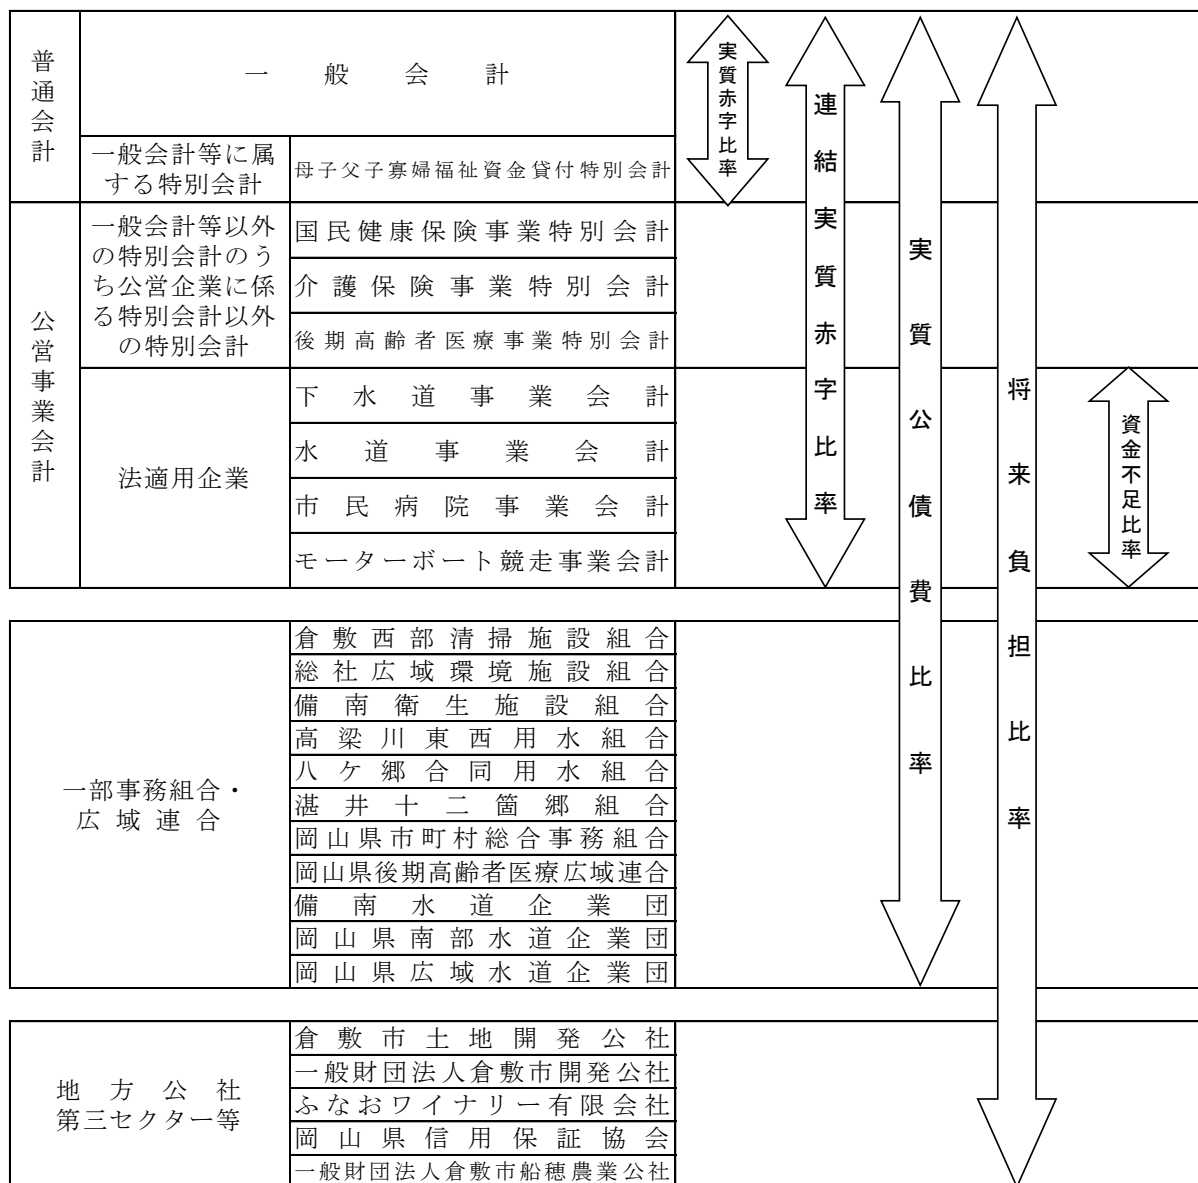 普通会計
一般会計
一般会計等に属
する特別会計
母子父子寡婦福祉資金貸付特別会計
公営事業会計
一般会計等以外
の特別会計のう
ち公営企業に係
る特別会計以外
の特別会計
国民健康保険事業特別会計
介護保険事業特別会計
後期高齢者医療事業特別会計
法適用企業
下水道事業会計
水道事業会計
市民病院事業会計
モーターボート競走事業会計
実質赤字比率
連結実質赤字比率
実質公債費比率
将来負担比率
資金不足比率
一部事務組合・
広域連合
倉敷西部清掃施設組合
総社広域環境施設組合
備南衛生施設組合
高梁川東西用水組合
八ケ郷合同用水組合
湛井十二箇郷組合
岡山県市町村総合事務組合
岡山県後期高齢者医療広域連合
備南水道企業団
岡山県南部水道企業団
岡山県広域水道企業団
地方公社
第三セクター等
倉敷市土地開発公社
一般財団法人倉敷市開発公社
ふなおワイナリー有限会社
岡山県信用保証協会
一般財団法人倉敷市船穂農業公社